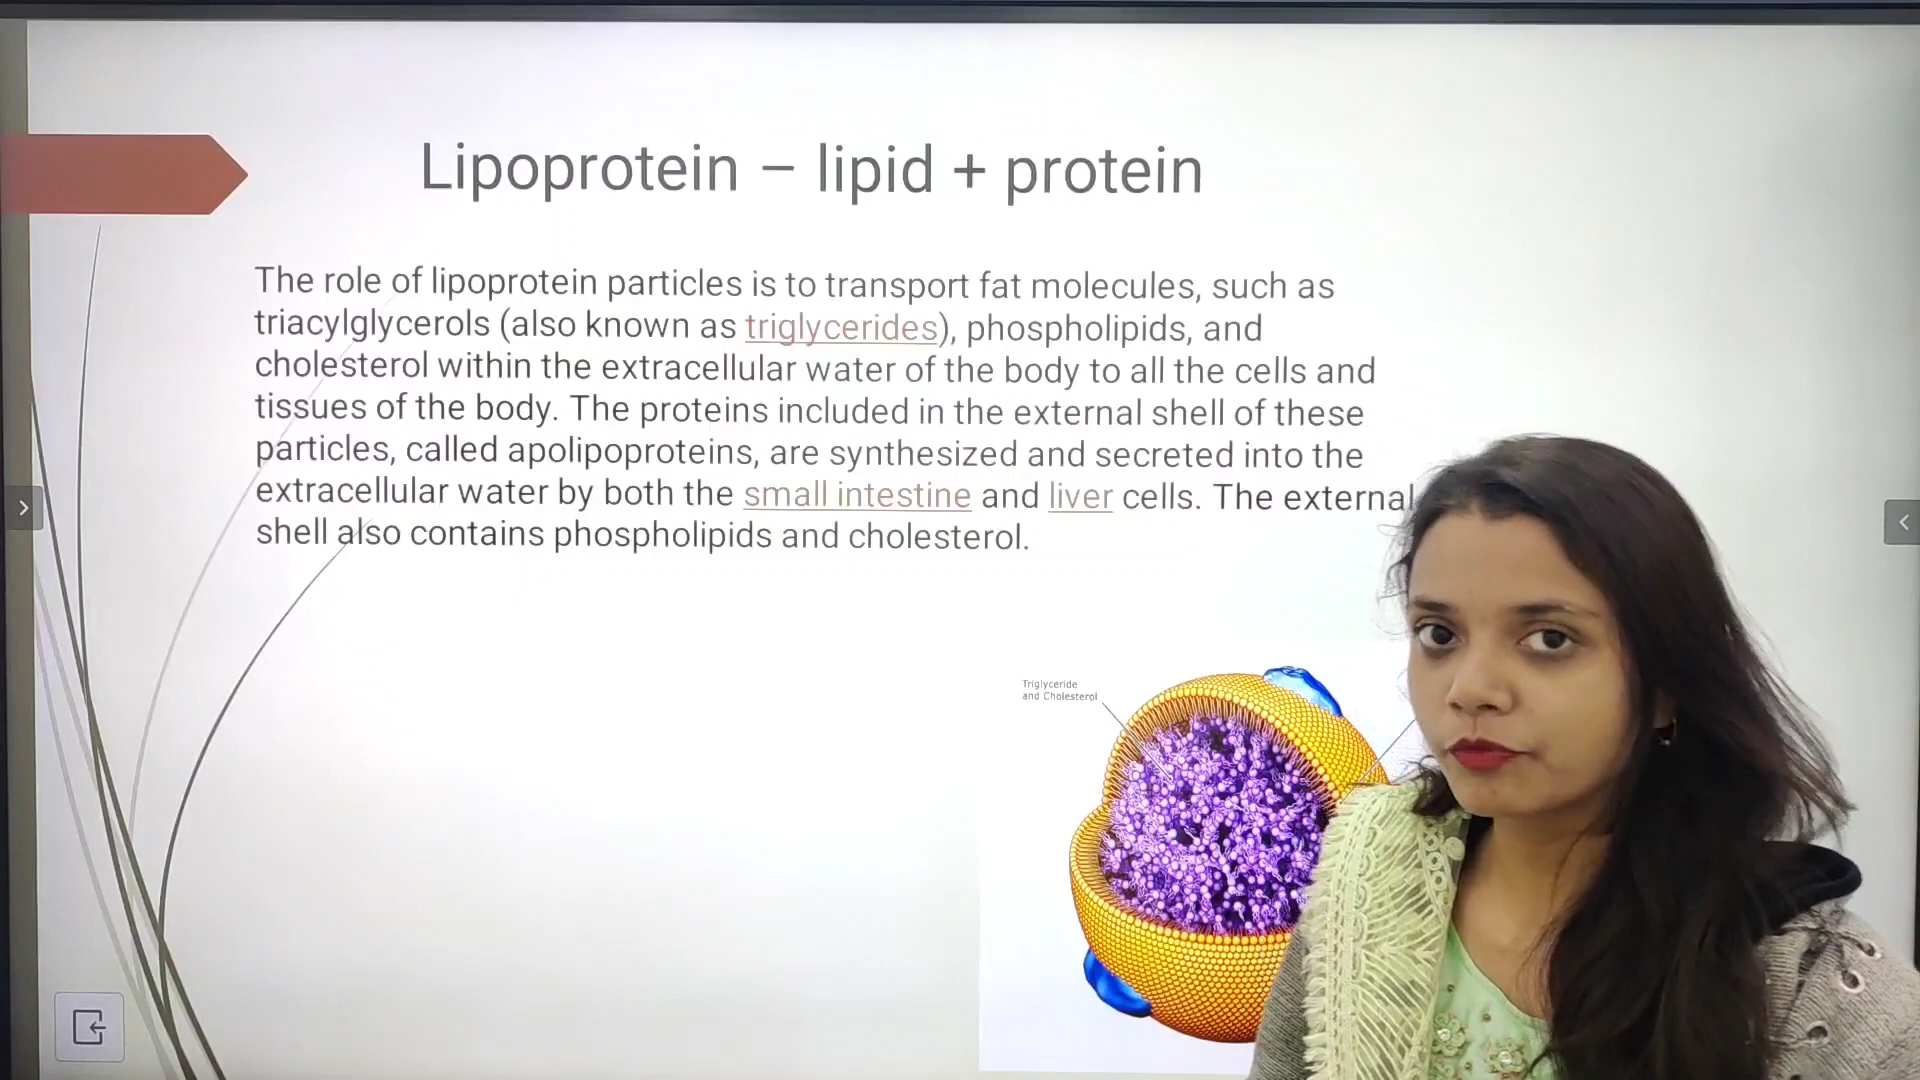 Lipoprotein – lipid + protein
The role of lipoprotein particles is to transport fat molecules, such as
triacylglycerols (also known as triglycerides), phospholipids, and
cholesterol within the extracellular water of the body to all the cells and
tissues of the body. The proteins included in the external shell of these
particles, called apolipoproteins, are synthesized and secreted into the
extracellular water by both the small intestine and liver cells. The external
shell also contains phospholipids and cholesterol.
Triglyceride
and Cholesterol